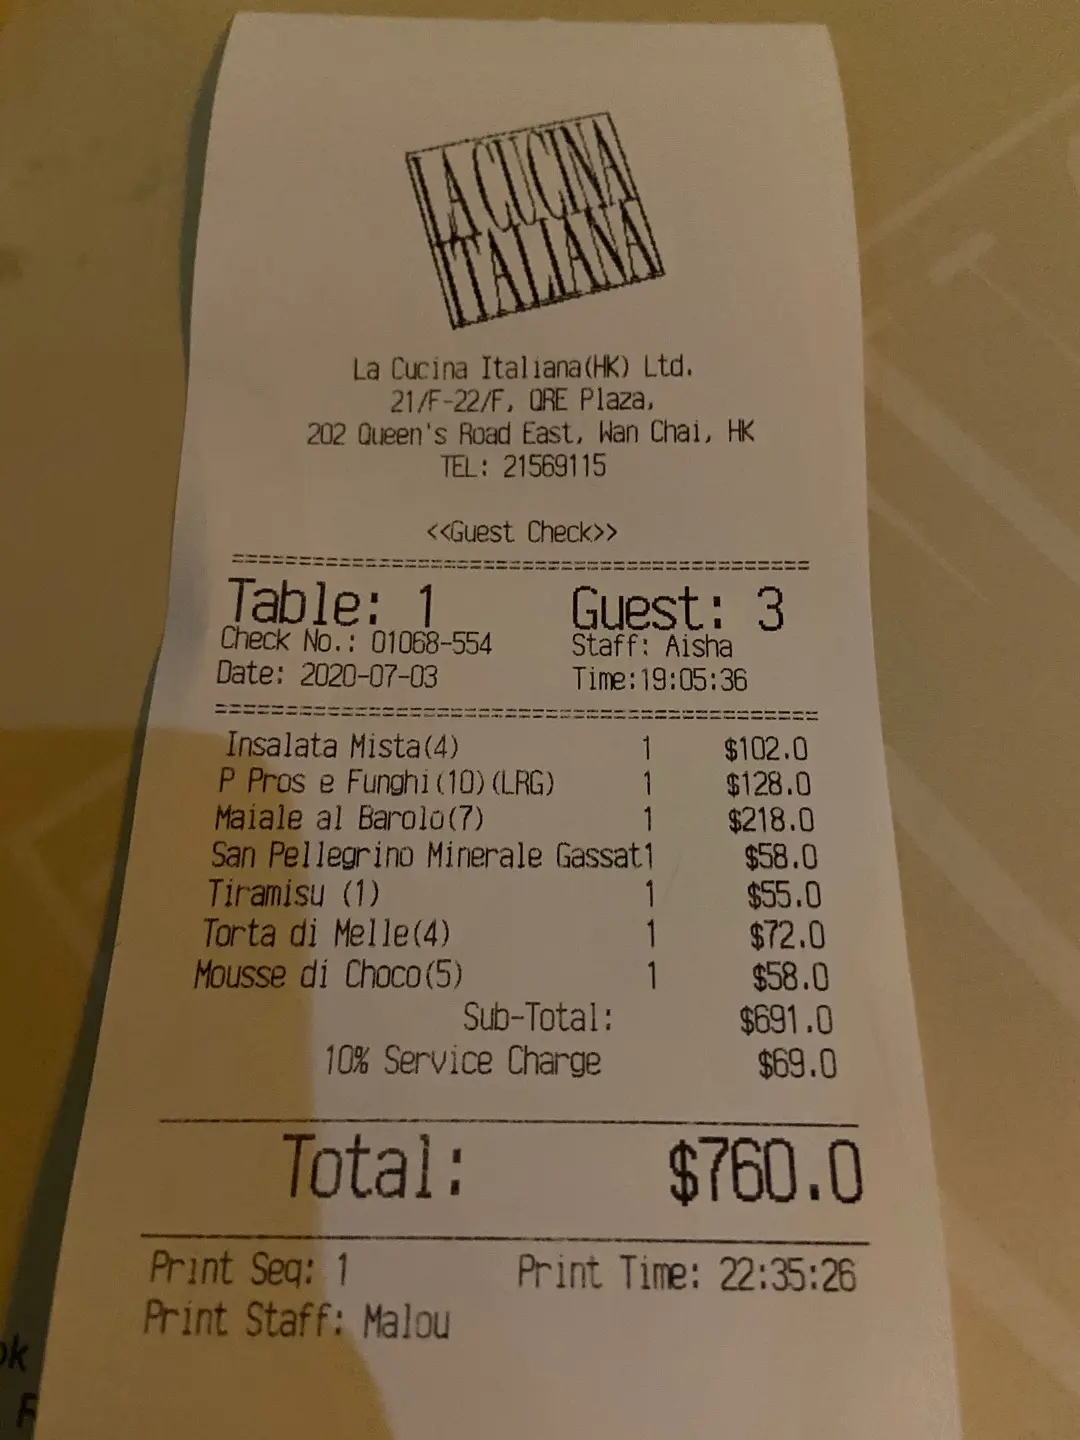 LA CUCINA
ITALIANA
La Cucina Italiana(HK) Ltd.
21/F-22/F, QRE Plaza,
202 Queen's Road East, Wan Chai, HK
TEL: 21569115
<<Guest Check>>
Table: 1 Guest: 3
Check No.: 01068-554 Staff: Aisha
Date: 2020-07-03 Time:19:05:36
Insalata Mista(4) 1 $102.0
P Pros e Funghi(10)(LRG) 1 $128.0
Maiale al Barolo(7) 1 $218.0
San Pellegrino Minerale Gassat1 $58.0
Tiramisu (1) 1 $55.0
Torta di Melle(4) 1 $72.0
Mousse di Choco(5) 1 $58.0
Sub-Total: $691.0
10% Service Charge $69.0
Total: $760.0
Print Seq: 1 Print Time: 22:35:26
Print Staff: Malou